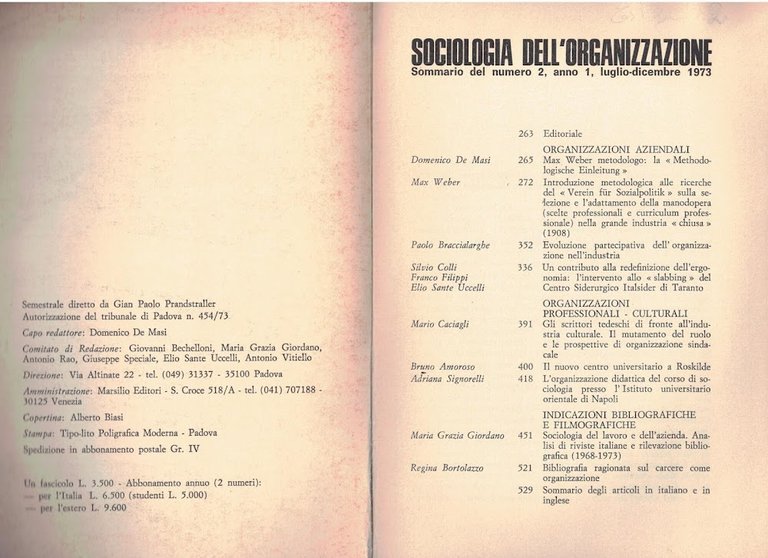 Semestrale diretto da Gian Paolo Prandstraller
Autorizzazione del tribunale di Padova n. 454/73
Capo redattore: Domenico De Masi
Comitato di Redazione: Giovanni Bechelloni, Maria Grazia Giordano,
Antonio Rao, Giuseppe Speciale, Elio Sante Uccelli, Antonio Vitiello
Direzione: Via Altinate 22 - tel. (049) 31337 - 35100 Padova
Amministrazione: Marsilio Editori - S. Croce 518/A - tel. (041) 707188 -
30125 Venezia
Copertina: Alberto Biasi
Stampa: Tipo-lito Poligrafica Moderna - Padova
Spedizione in abbonamento postale Gr. IV
Un fascicolo L. 3.500 - Abbonamento annuo (2 numeri):
— per l'Italia L. 6.500 (studenti L. 5.000)
— per l'estero L. 9.600
SOCIOLOGIA DELL'ORGANIZZAZIONE
Sommario del numero 2, anno 1, luglio-dicembre 1973
263 Editoriale
ORGANIZZAZIONI AZIENDALI
Domenico De Masi 265 Max Weber metodologo: la « Methodo-
logische Einleitung »
Max Weber 272 Introduzione metodologica alle ricerche
del « Verein für Sozialpolitik » sulla se-
lezione e l'adattamento della manodopera
(scelte professionali e curriculum profes-
sionale) nella grande industria « chiusa »
(1908)
Paolo Braccialarghe 352 Evoluzione partecipativa dell'organizza-
zione nell'industria
Silvio Colli 336 Un contributo alla redefinizione dell'ergo-
Franco Filippi nomia: l'intervento allo « slabbing » del
Elio Sante Uccelli Centro Siderurgico Italsider di Taranto
ORGANIZZAZIONI
PROFESSIONALI - CULTURALI
Mario Caciagli 391 Gli scrittori tedeschi di fronte all'indu-
stria culturale. Il mutamento del ruolo
e le prospettive di organizzazione sinda-
cale
Bruno Amoroso 400 Il nuovo centro universitario a Roskilde
Adriana Signorelli 418 L'organizzazione didattica del corso di so-
ciologia presso l'Istituto universitario
orientale di Napoli
INDICAZIONI BIBLIOGRAFICHE
E FILMOGRAFICHE
Maria Grazia Giordano 451 Sociologia del lavoro e dell'azienda. Ana-
lisi di riviste italiane e rilevazione biblio-
grafica (1968-1973)
Regina Bortolazzo 521 Bibliografia ragionata sul carcere come
organizzazione
529 Sommario degli articoli in italiano e in
inglese